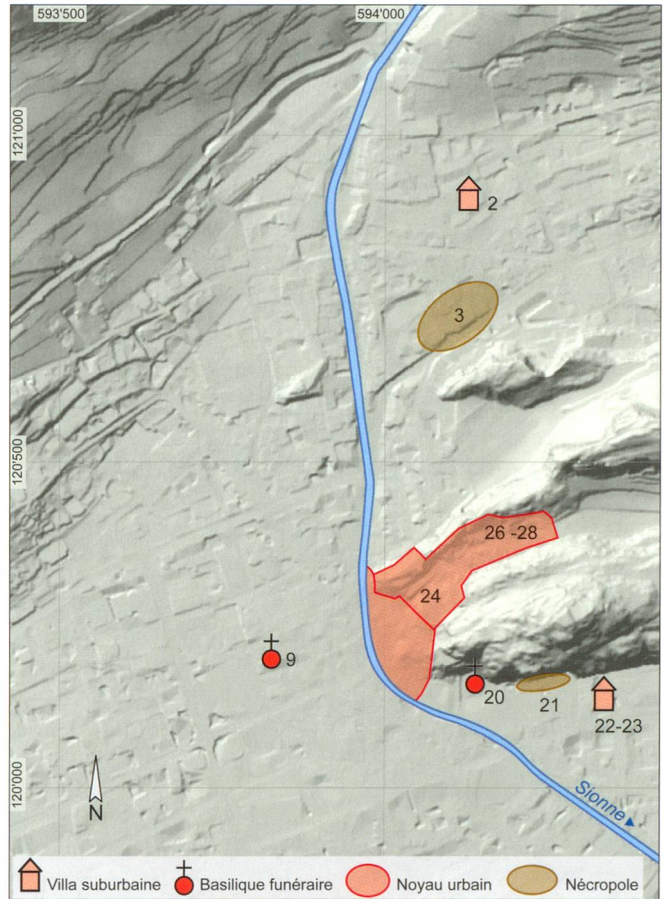 593'500
594'000
121'000
2
3
120'500
26 -28
24
9
20
21
22-23
120'000
N
Sionne
Villa suburbaine
Basilique funéraire
Noyau urbain
Nécropole